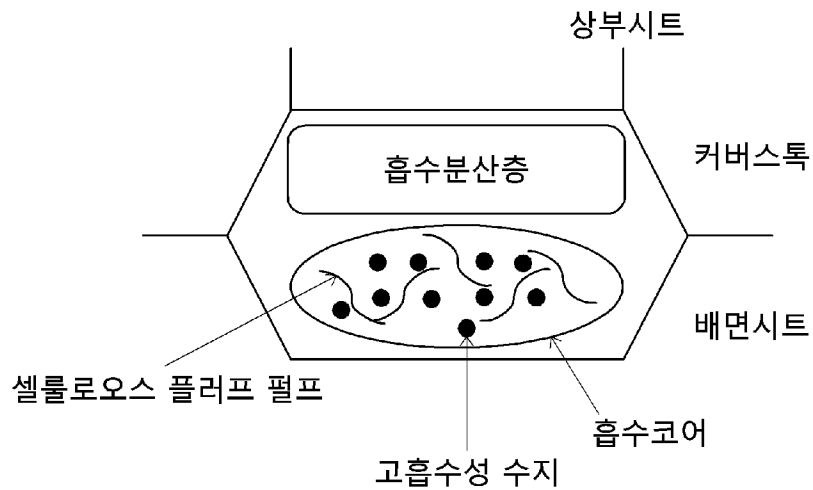 상부시트
커버스톡
흡수분산층
배면시트
셀룰로오스 플러프 펄프
흡수코어
고흡수성 수지